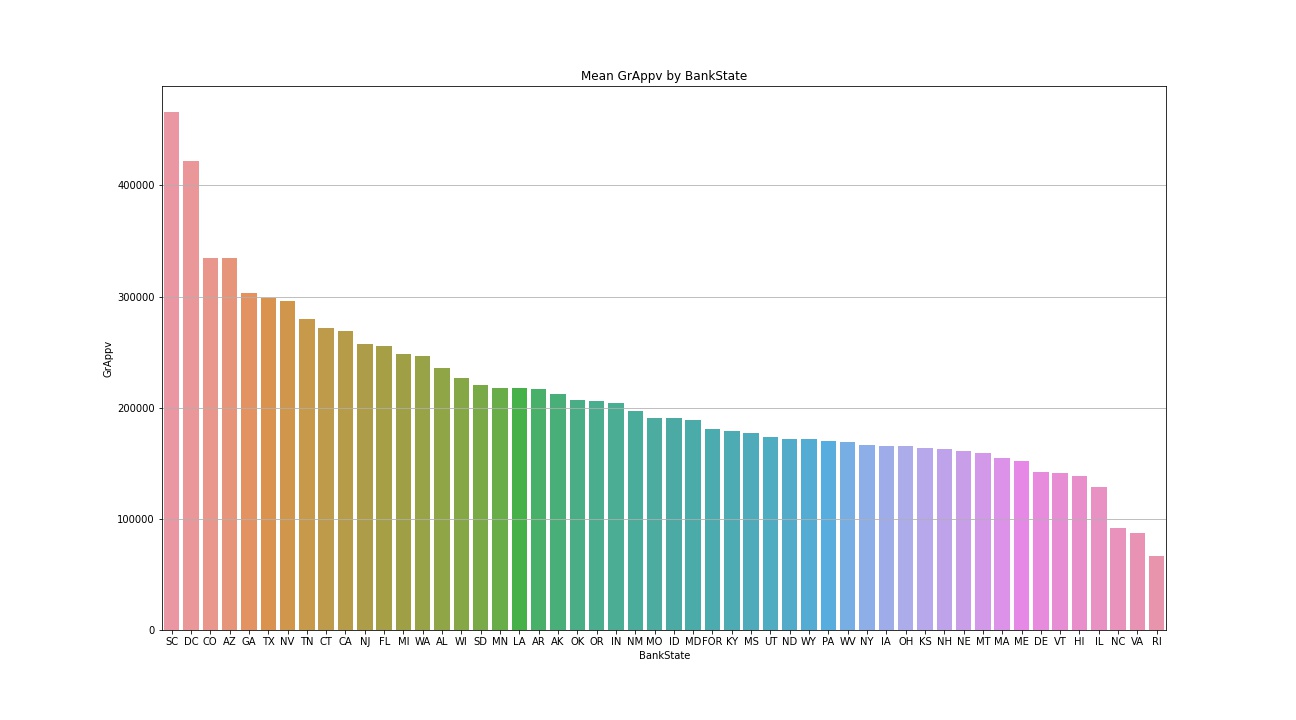 Mean GrAppv by BankState
400000
300000
200000
100000
0
GrAppv
SC DC CO AZ GA TX NV TN CT CA NJ FL MI WA AL WI SD MN LA AR AK OK OR IN NM MO ID MD FOR KY MS UT ND WY PA WV NY IA OH KS NH NE MT MA ME DE VT HI IL NC VA RI
BankState